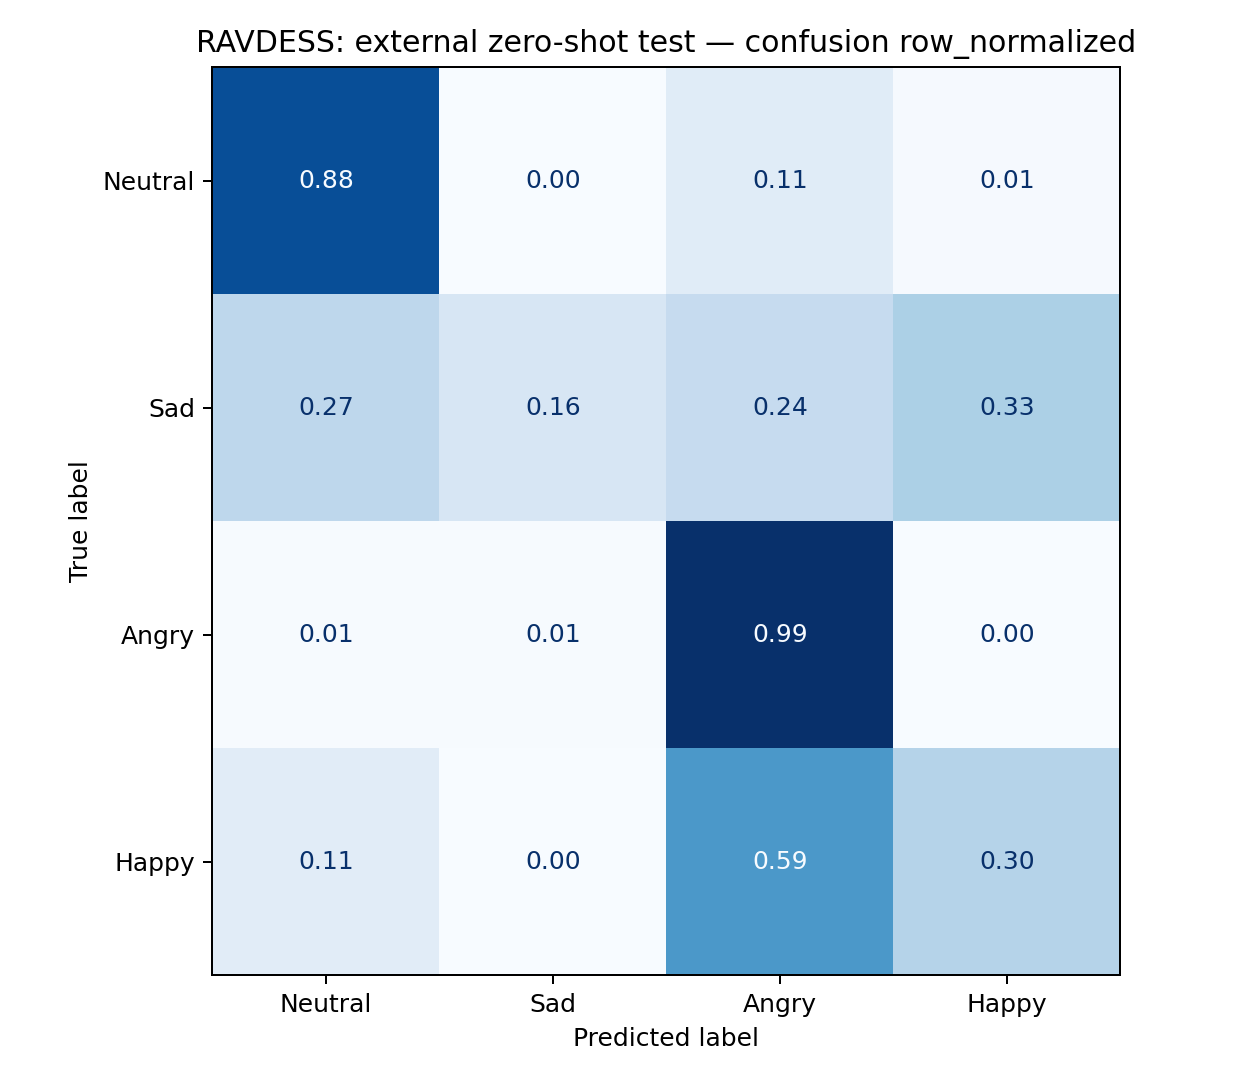 RAVDESS: external zero-shot test — confusion row_normalized
Neutral 0.88 0.00 0.11 0.01
Sad 0.27 0.16 0.24 0.33
Angry 0.01 0.01 0.99 0.00
Happy 0.11 0.00 0.59 0.30
True label
Neutral Sad Angry Happy
Predicted label